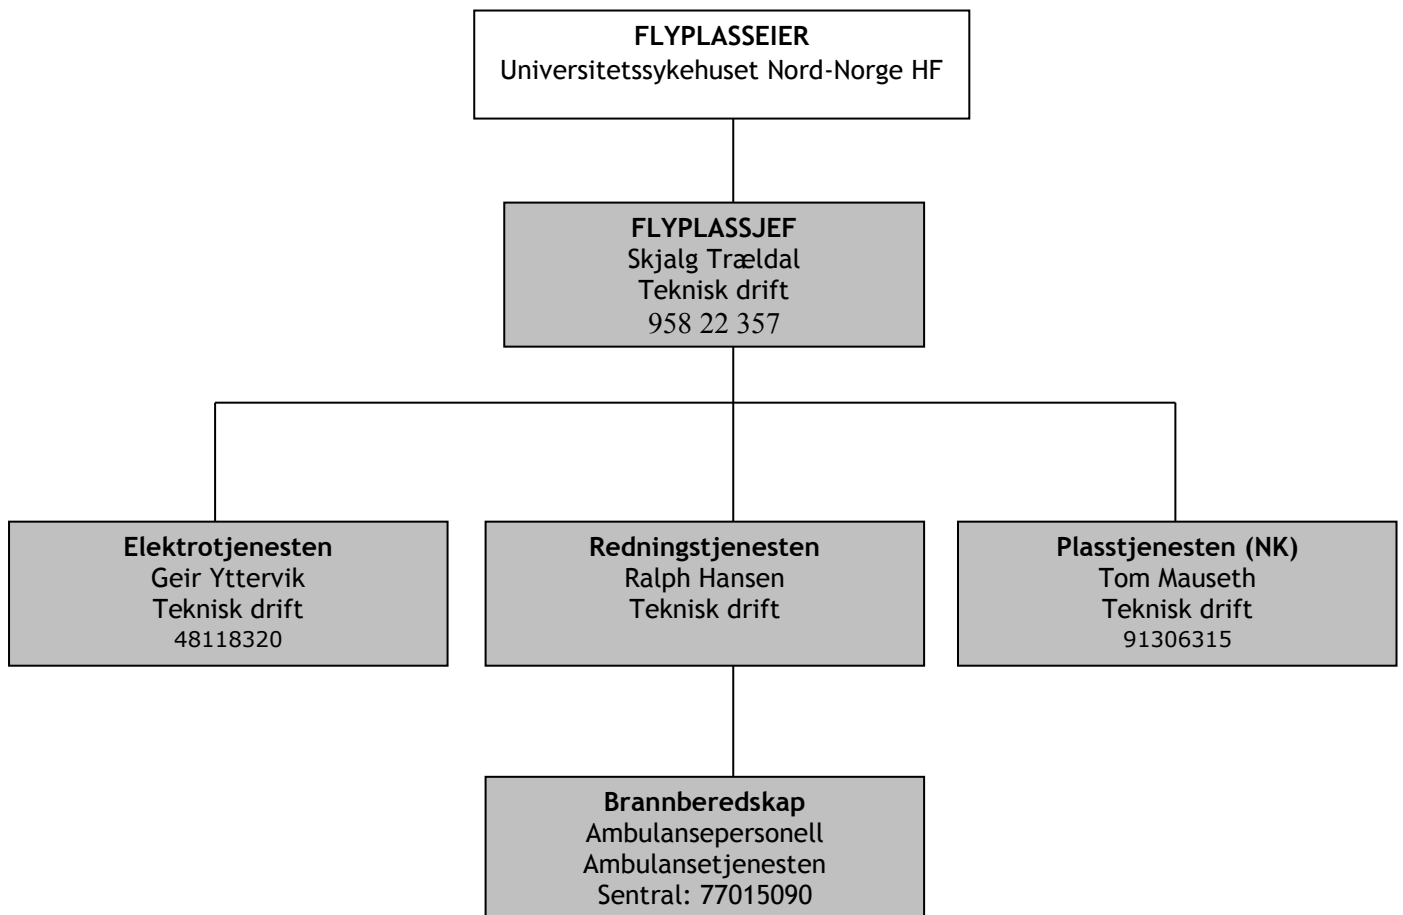 FLYPLASSEIER
Universitetssykehuset Nord-Norge HF
FLYPLASSJEF
Skjalg Trældal
Teknisk drift
958 22 357
Elektrotjenesten
Geir Yttervik
Teknisk drift
48118320
Redningstjenesten
Ralph Hansen
Teknisk drift
Plasstjenesten (NK)
Tom Mauseth
Teknisk drift
91306315
Brannberedskap
Ambulansepersonell
Ambulansetjenesten
Sentral: 77015090